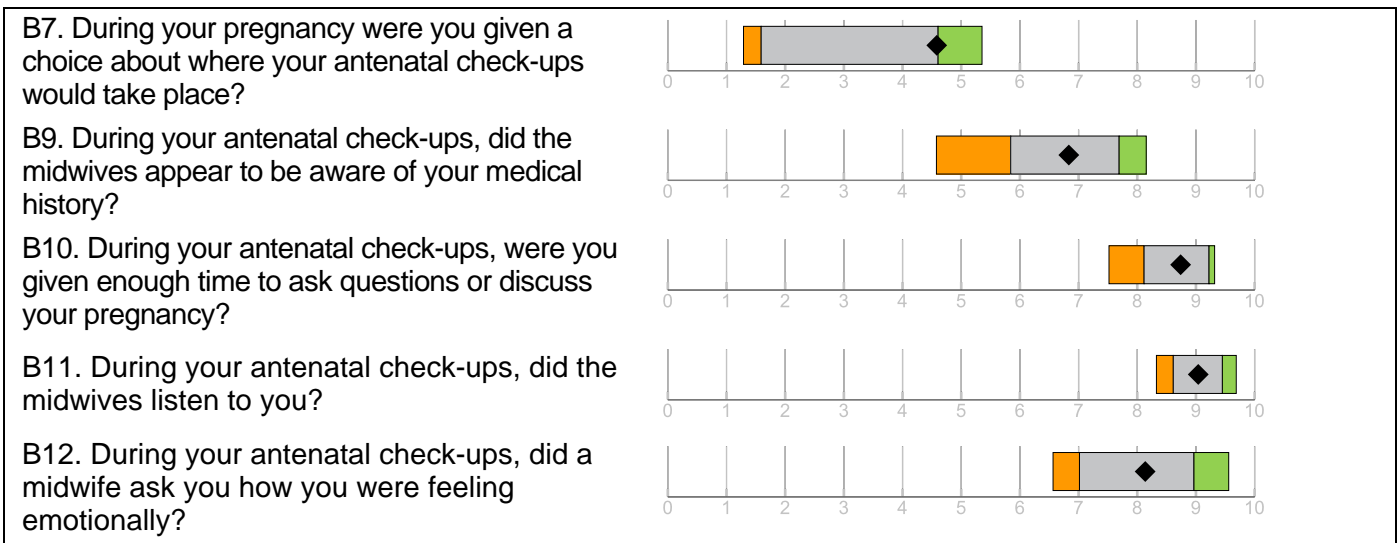 B7. During your pregnancy were you given a
choice about where your antenatal check-ups
would take place?
0 1 2 3 4 5 6 7 8 9 10
B9. During your antenatal check-ups, did the
midwives appear to be aware of your medical
history?
0 1 2 3 4 5 6 7 8 9 10
B10. During your antenatal check-ups, were you
given enough time to ask questions or discuss
your pregnancy?
0 1 2 3 4 5 6 7 8 9 10
B11. During your antenatal check-ups, did the
midwives listen to you?
0 1 2 3 4 5 6 7 8 9 10
B12. During your antenatal check-ups, did a
midwife ask you how you were feeling
emotionally?
0 1 2 3 4 5 6 7 8 9 10